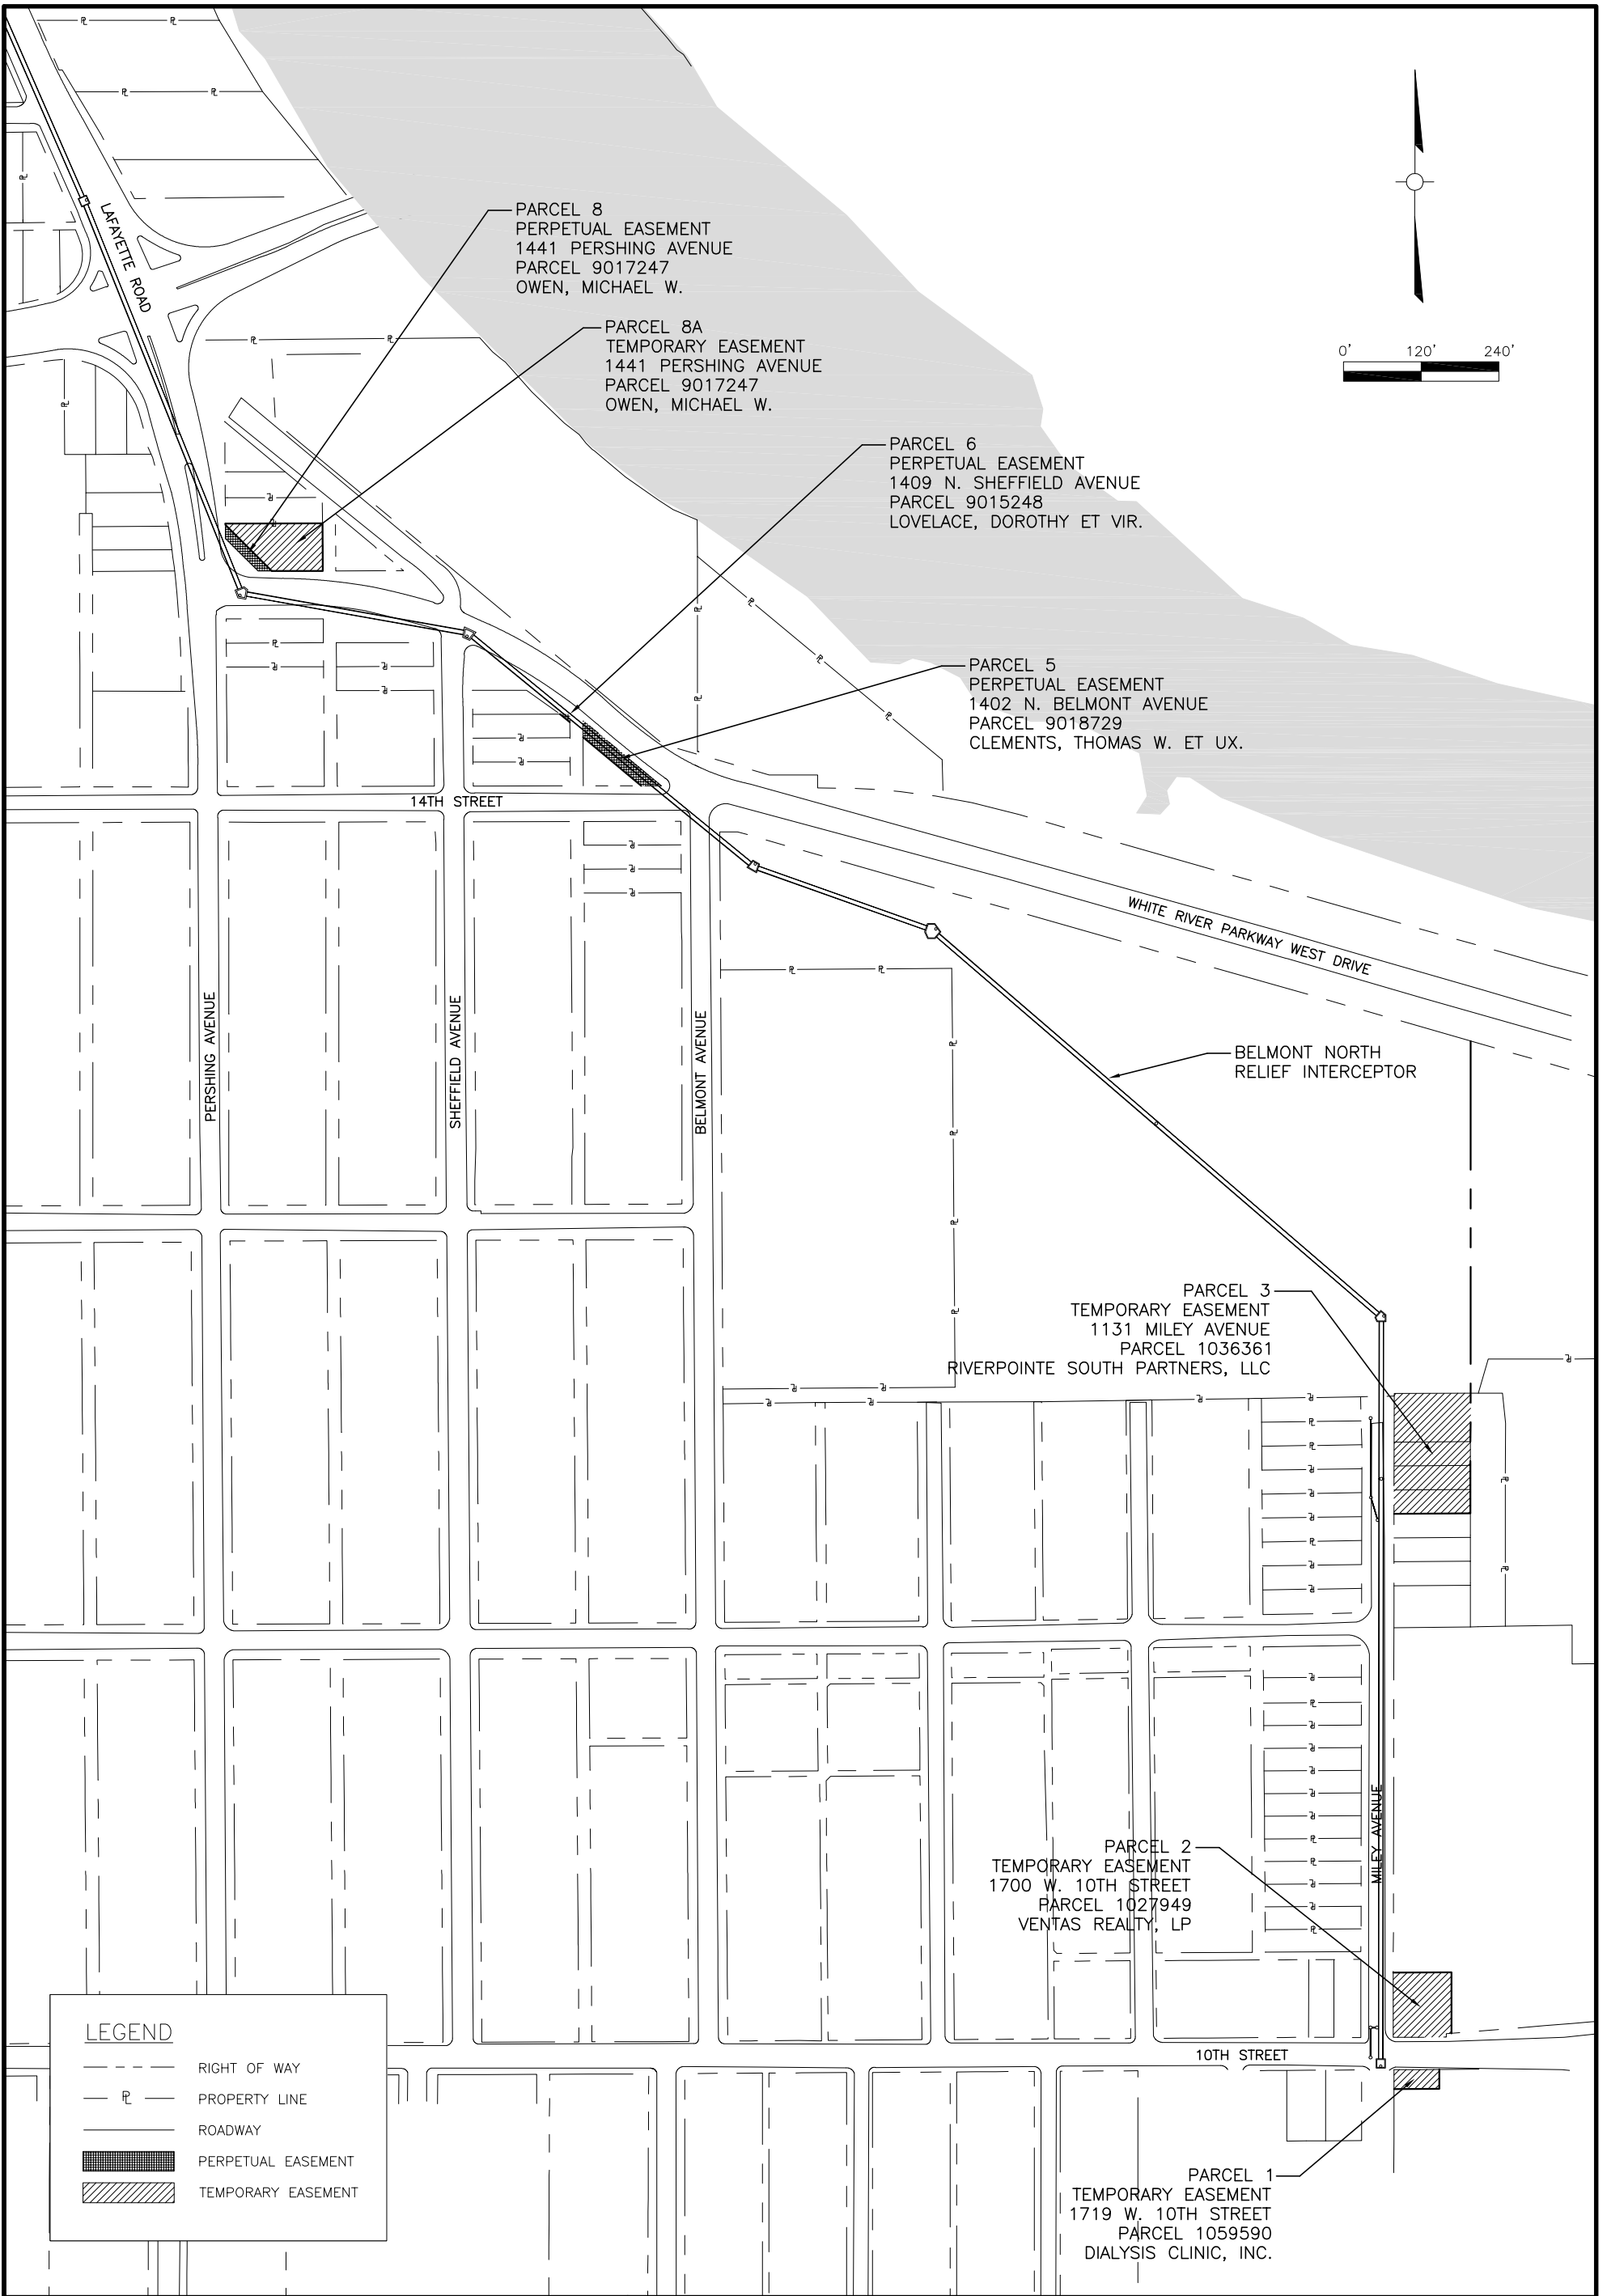 LAFAYETTE ROAD
PARCEL 8
PERPETUAL EASEMENT
1441 PERSHING AVENUE
PARCEL 9017247
OWEN, MICHAEL W.
PARCEL 8A
TEMPORARY EASEMENT
1441 PERSHING AVENUE
PARCEL 9017247
OWEN, MICHAEL W.
0' 120' 240'
PARCEL 6
PERPETUAL EASEMENT
1409 N. SHEFFIELD AVENUE
PARCEL 9015248
LOVELACE, DOROTHY ET VIR.
PARCEL 5
PERPETUAL EASEMENT
1402 N. BELMONT AVENUE
PARCEL 9018729
CLEMENTS, THOMAS W. ET UX.
14TH STREET
WHITE RIVER PARKWAY WEST DRIVE
PERSHING AVENUE
SHEFFIELD AVENUE
BELMONT AVENUE
BELMONT NORTH
RELIEF INTERCEPTOR
PARCEL 3
TEMPORARY EASEMENT
1131 MILEY AVENUE
PARCEL 1036361
RIVERPOINTE SOUTH PARTNERS, LLC
MILEY AVENUE
PARCEL 2
TEMPORARY EASEMENT
1700 W. 10TH STREET
PARCEL 1027949
VENTAS REALTY, LP
10TH STREET
PARCEL 1
TEMPORARY EASEMENT
1719 W. 10TH STREET
PARCEL 1059590
DIALYSIS CLINIC, INC.
LEGEND
RIGHT OF WAY
PL PROPERTY LINE
ROADWAY
PERPETUAL EASEMENT
TEMPORARY EASEMENT